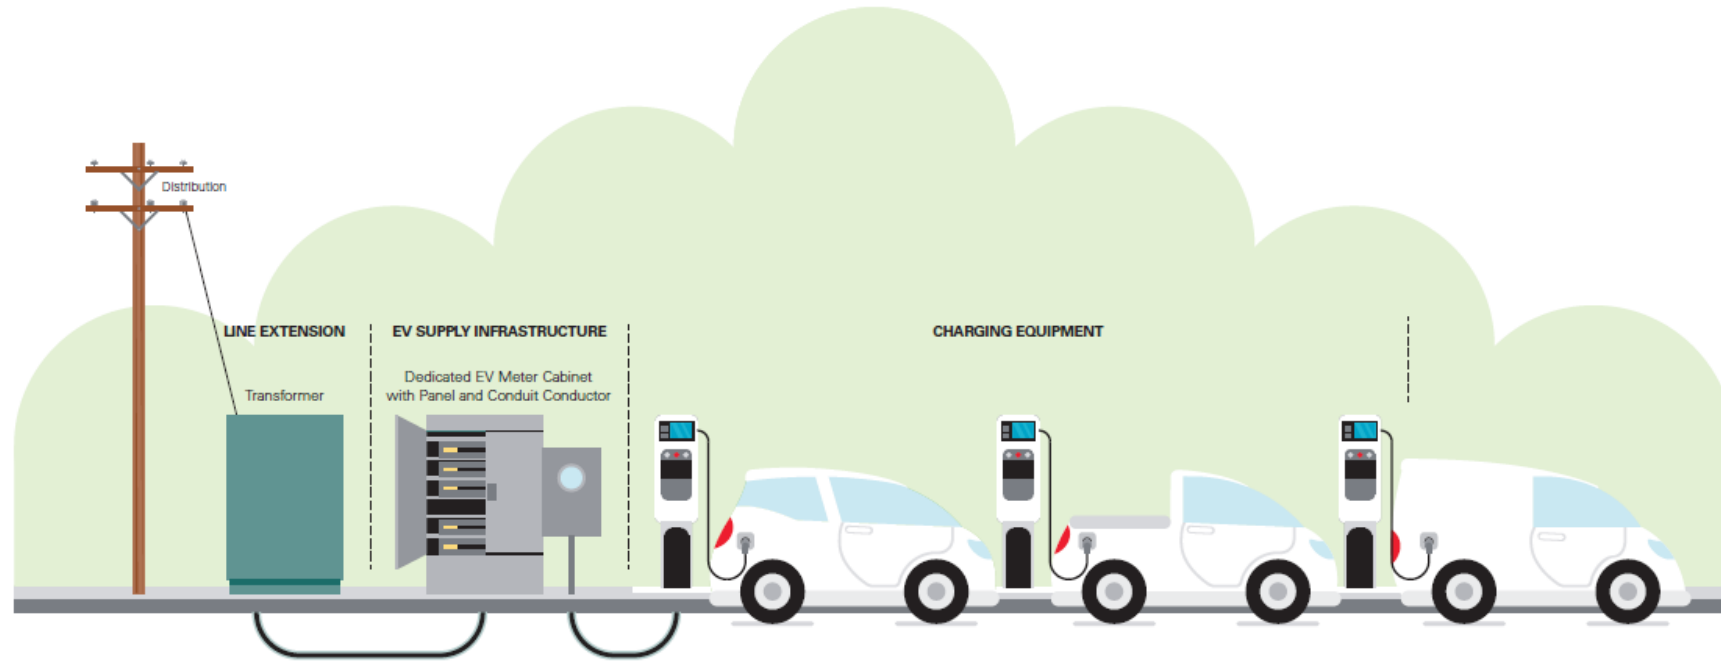 Distribution
LINE EXTENSION
EV SUPPLY INFRASTRUCTURE
CHARGING EQUIPMENT
Transformer
Dedicated EV Meter Cabinet
with Panel and Conduit Conductor